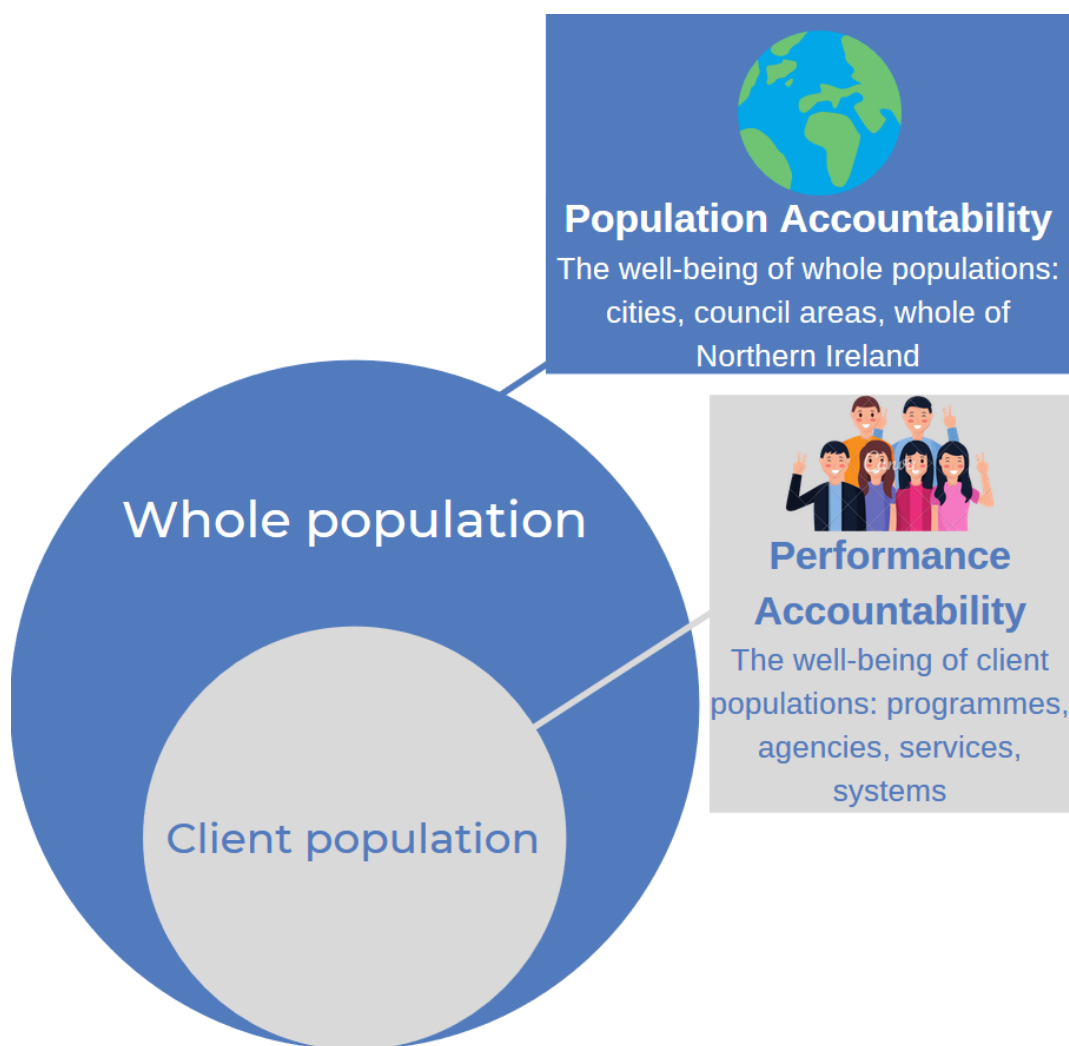 Population Accountability
The well-being of whole populations:
cities, council areas, whole of
Northern Ireland
Whole population
Performance
Accountability
The well-being of client
populations: programmes,
agencies, services,
systems
Client population